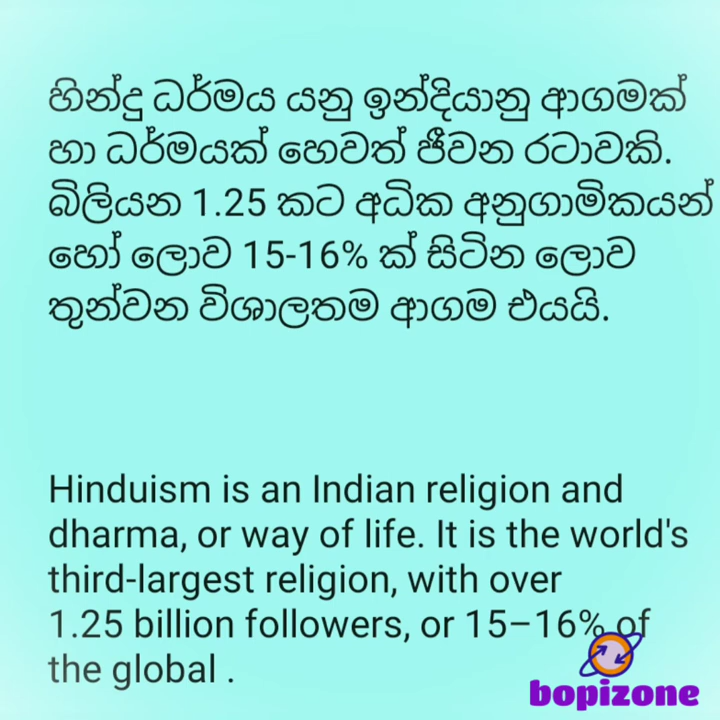 හින්දු ධර්මය යනු ඉන්දියානු ආගමක්
හා ධර්මයක් හෙවත් ජීවන රටාවකි.
බිලියන 1.25 කට අධික අනුගාමිකයන්
හෝ ලොව 15-16% ක් සිටින ලොව
තුන්වන විශාලතම ආගම එයයි.
Hinduism is an Indian religion and
dharma, or way of life. It is the world's
third-largest religion, with over
1.25 billion followers, or 15–16% of
the global .
bopizone